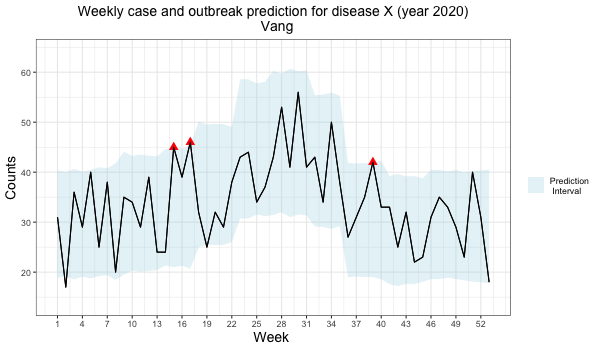 Weekly case and outbreak prediction for disease X (year 2020)
Vang
Counts
60
50
40
30
20
1 4 7 10 13 16 19 22 25 28 31 34 37 40 43 46 49 52
Week
Prediction
Interval